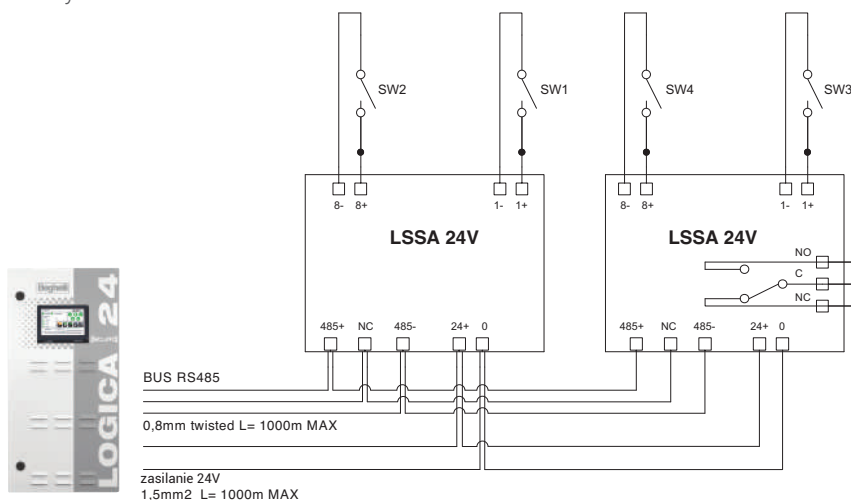 SW2
SW1
SW4
SW3
8- 8+
1- 1+
8- 8+
1- 1+
LSSA 24V
LSSA 24V
NO
C
NC
485+ NC 485- 24+ 0
485+ NC 485- 24+ 0
Beghelli
LOGICA 24
BUS RS485
0,8mm twisted L= 1000m MAX
zasilanie 24V
1,5mm2 L= 1000m MAX